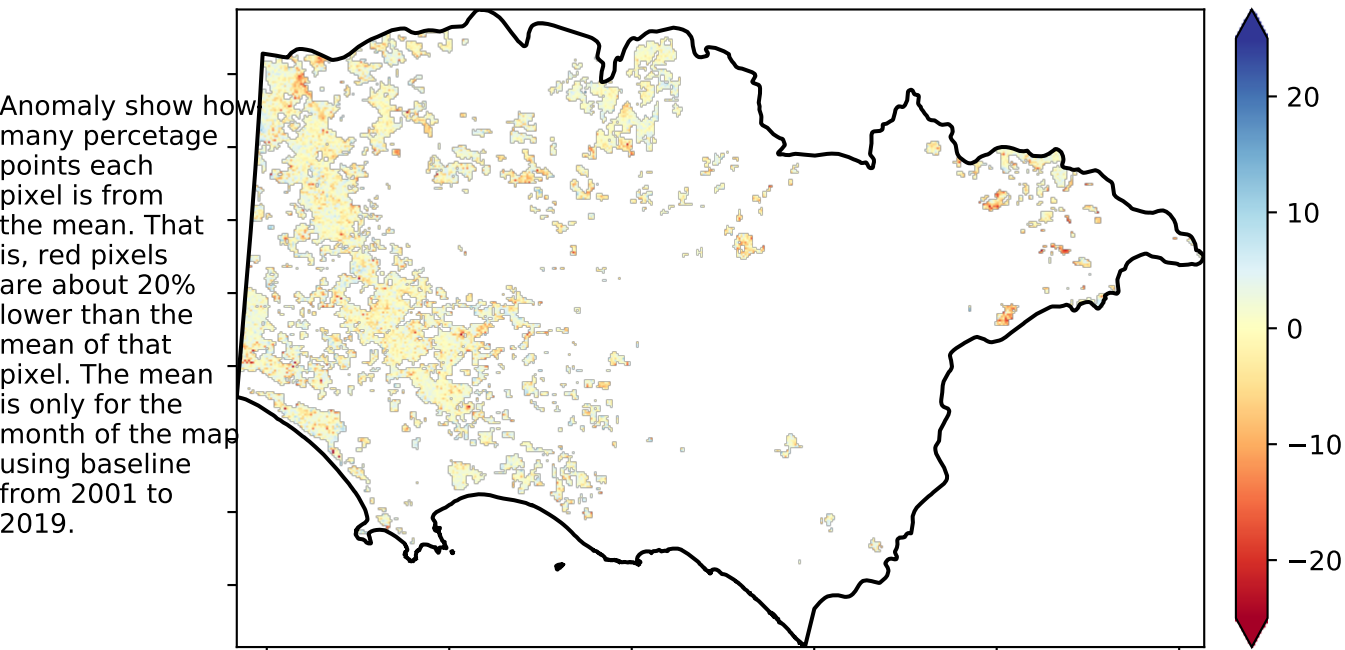 Anomaly show how
many percetage
points each
pixel is from
the mean. That
is, red pixels
are about 20%
lower than the
mean of that
pixel. The mean
is only for the
month of the map
using baseline
from 2001 to
2019.
20
10
0
−10
−20